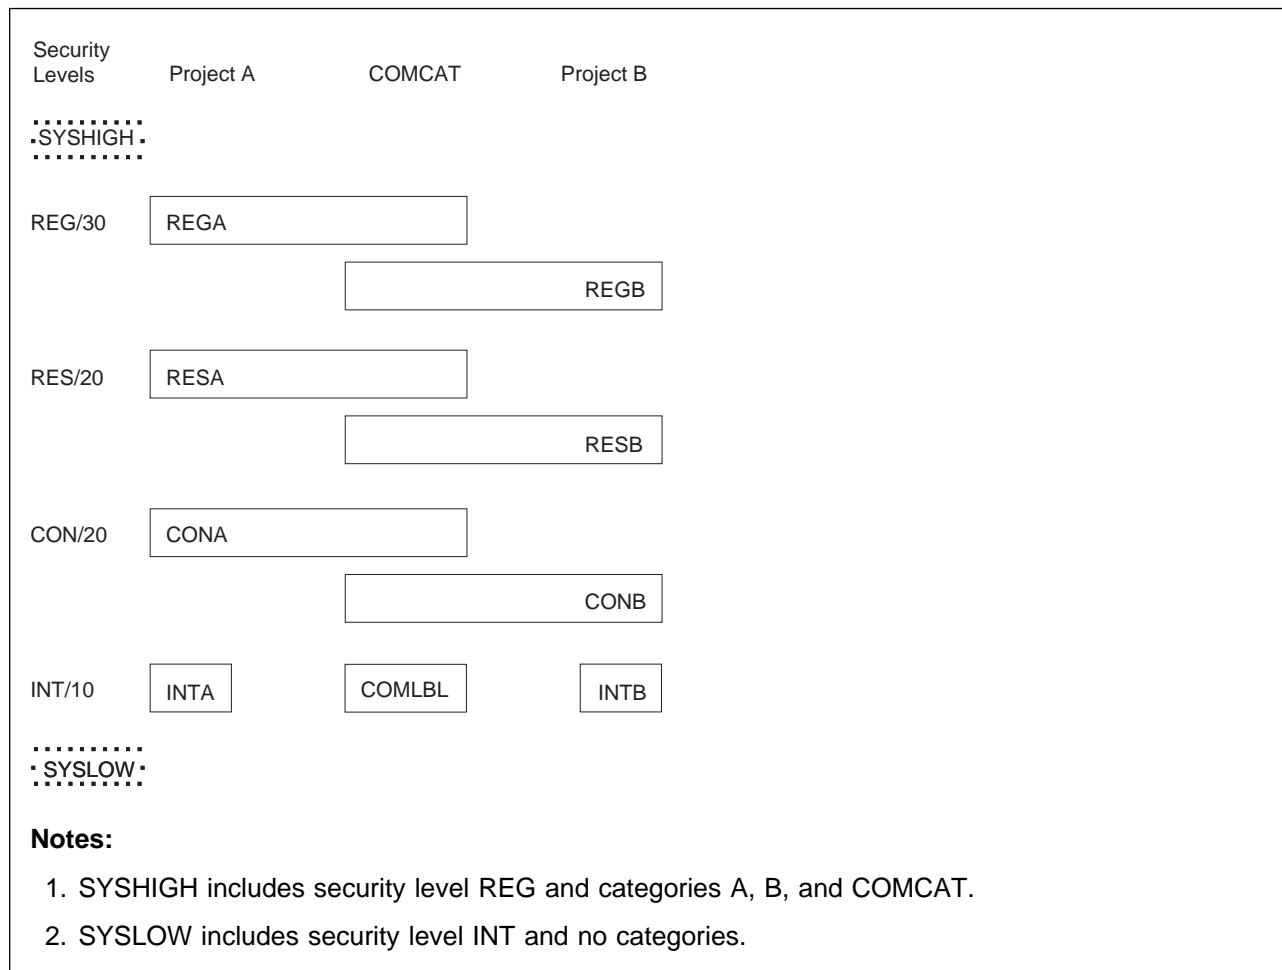 Security
Levels Project A COMCAT Project B
SYSHIGH
REG/30 REGA
REGB
RES/20 RESA
RESB
CON/20 CONA
CONB
INT/10 INTA COMLBL INTB
SYSLOW
Notes:
1. SYSHIGH includes security level REG and categories A, B, and COMCAT.
2. SYSLOW includes security level INT and no categories.